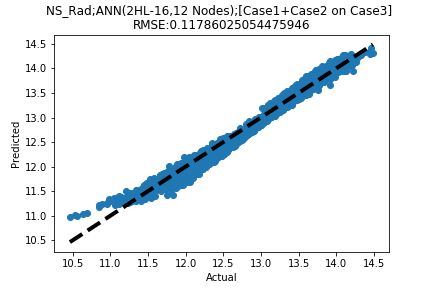 NS_Rad;ANN(2HL-16,12 Nodes);[Case1+Case2 on Case3]
RMSE:0.11786025054475946
Predicted
14.5
14.0
13.5
13.0
12.5
12.0
11.5
11.0
10.5
10.5 11.0 11.5 12.0 12.5 13.0 13.5 14.0 14.5
Actual